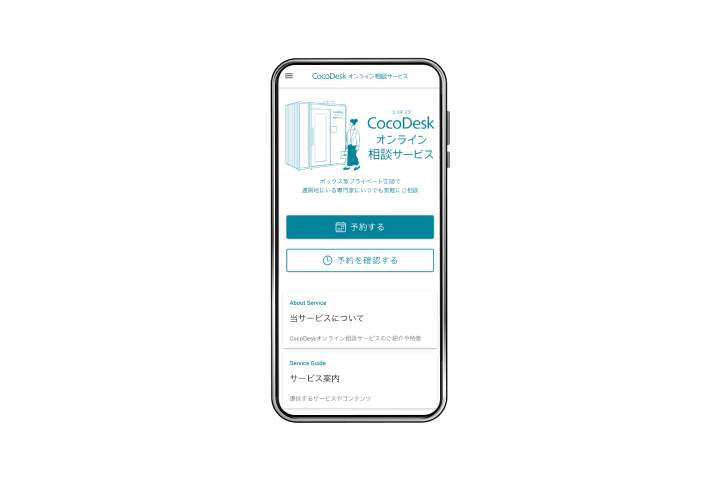 CocoDesk オンライン相談サービス
ココデスク
CocoDesk
オンライン
相談サービス
ボックス型プライベート空間で
遠隔地にいる専門家にいつでも気軽にご相談
予約する
予約を確認する
About Service
当サービスについて
CocoDeskオンライン相談サービスのご紹介や特徴
Service Guide
サービス案内
提供するサービスやコンテンツ